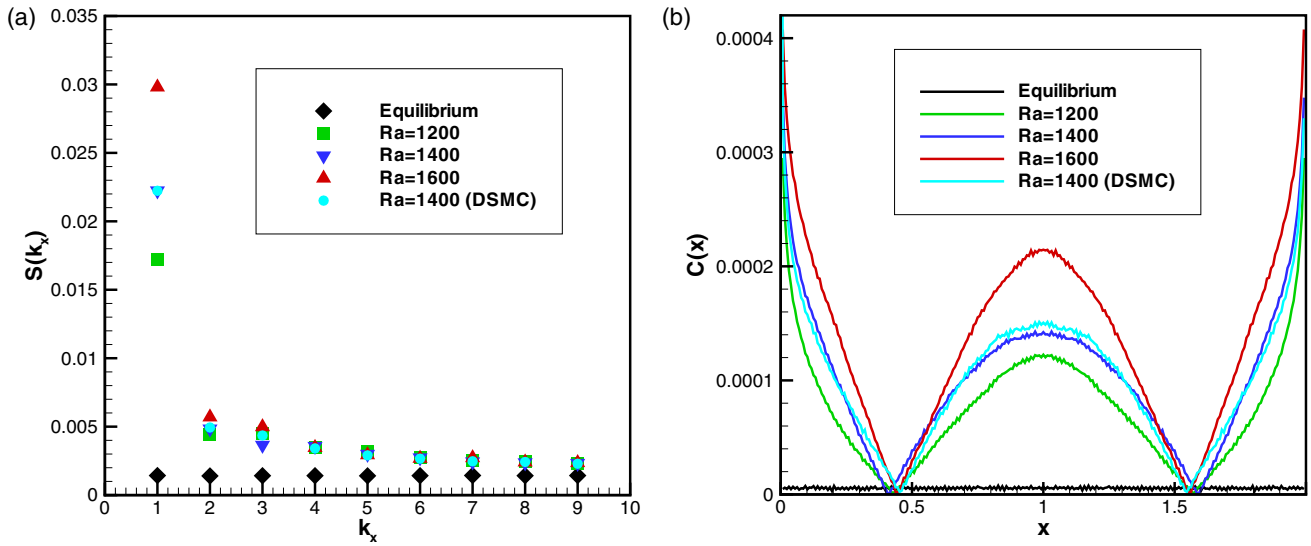 (a)
S(kx)
0.035
0.03
0.025
0.02
0.015
0.01
0.005
0
Equilibrium
Ra=1200
Ra=1400
Ra=1600
Ra=1400 (DSMC)
0 1 2 3 4 5 6 7 8 9 10
kx
(b)
C(x)
0.0004
0.0003
0.0002
0.0001
0
Equilibrium
Ra=1200
Ra=1400
Ra=1600
Ra=1400 (DSMC)
0 0.5 1 1.5
x